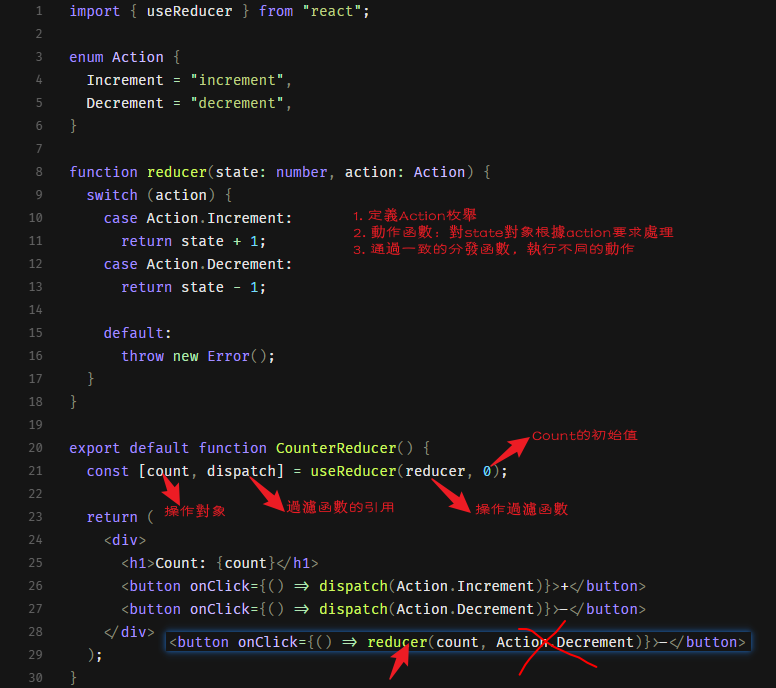 1 import { useReducer } from "react";
2
3 enum Action {
4 Increment = "increment",
5 Decrement = "decrement",
6 }
7
8 function reducer(state: number, action: Action) {
9 switch (action) {
10 case Action.Increment:
1. 定義Action枚舉
11 return state + 1;
2. 動作函數：對state對象根據action要求處理
12 case Action.Decrement:
3. 通過一致的分發函數，執行不同的動作
13 return state - 1;
14
15 default:
16 throw new Error();
17 }
18 }
19
20 export default function CounterReducer() {
Count的初始值
21 const [count, dispatch] = useReducer(reducer, 0);
22
操作對象
過濾函數的引用
操作過濾函數
23 return (
24 <div>
25 <h1>Count: {count}</h1>
26 <button onClick={() => dispatch(Action.Increment)}>+</button>
27 <button onClick={() => dispatch(Action.Decrement)}>-</button>
28 </div>
<button onClick={() => reducer(count, Action.Decrement)}>-</button>
29 );
30 }